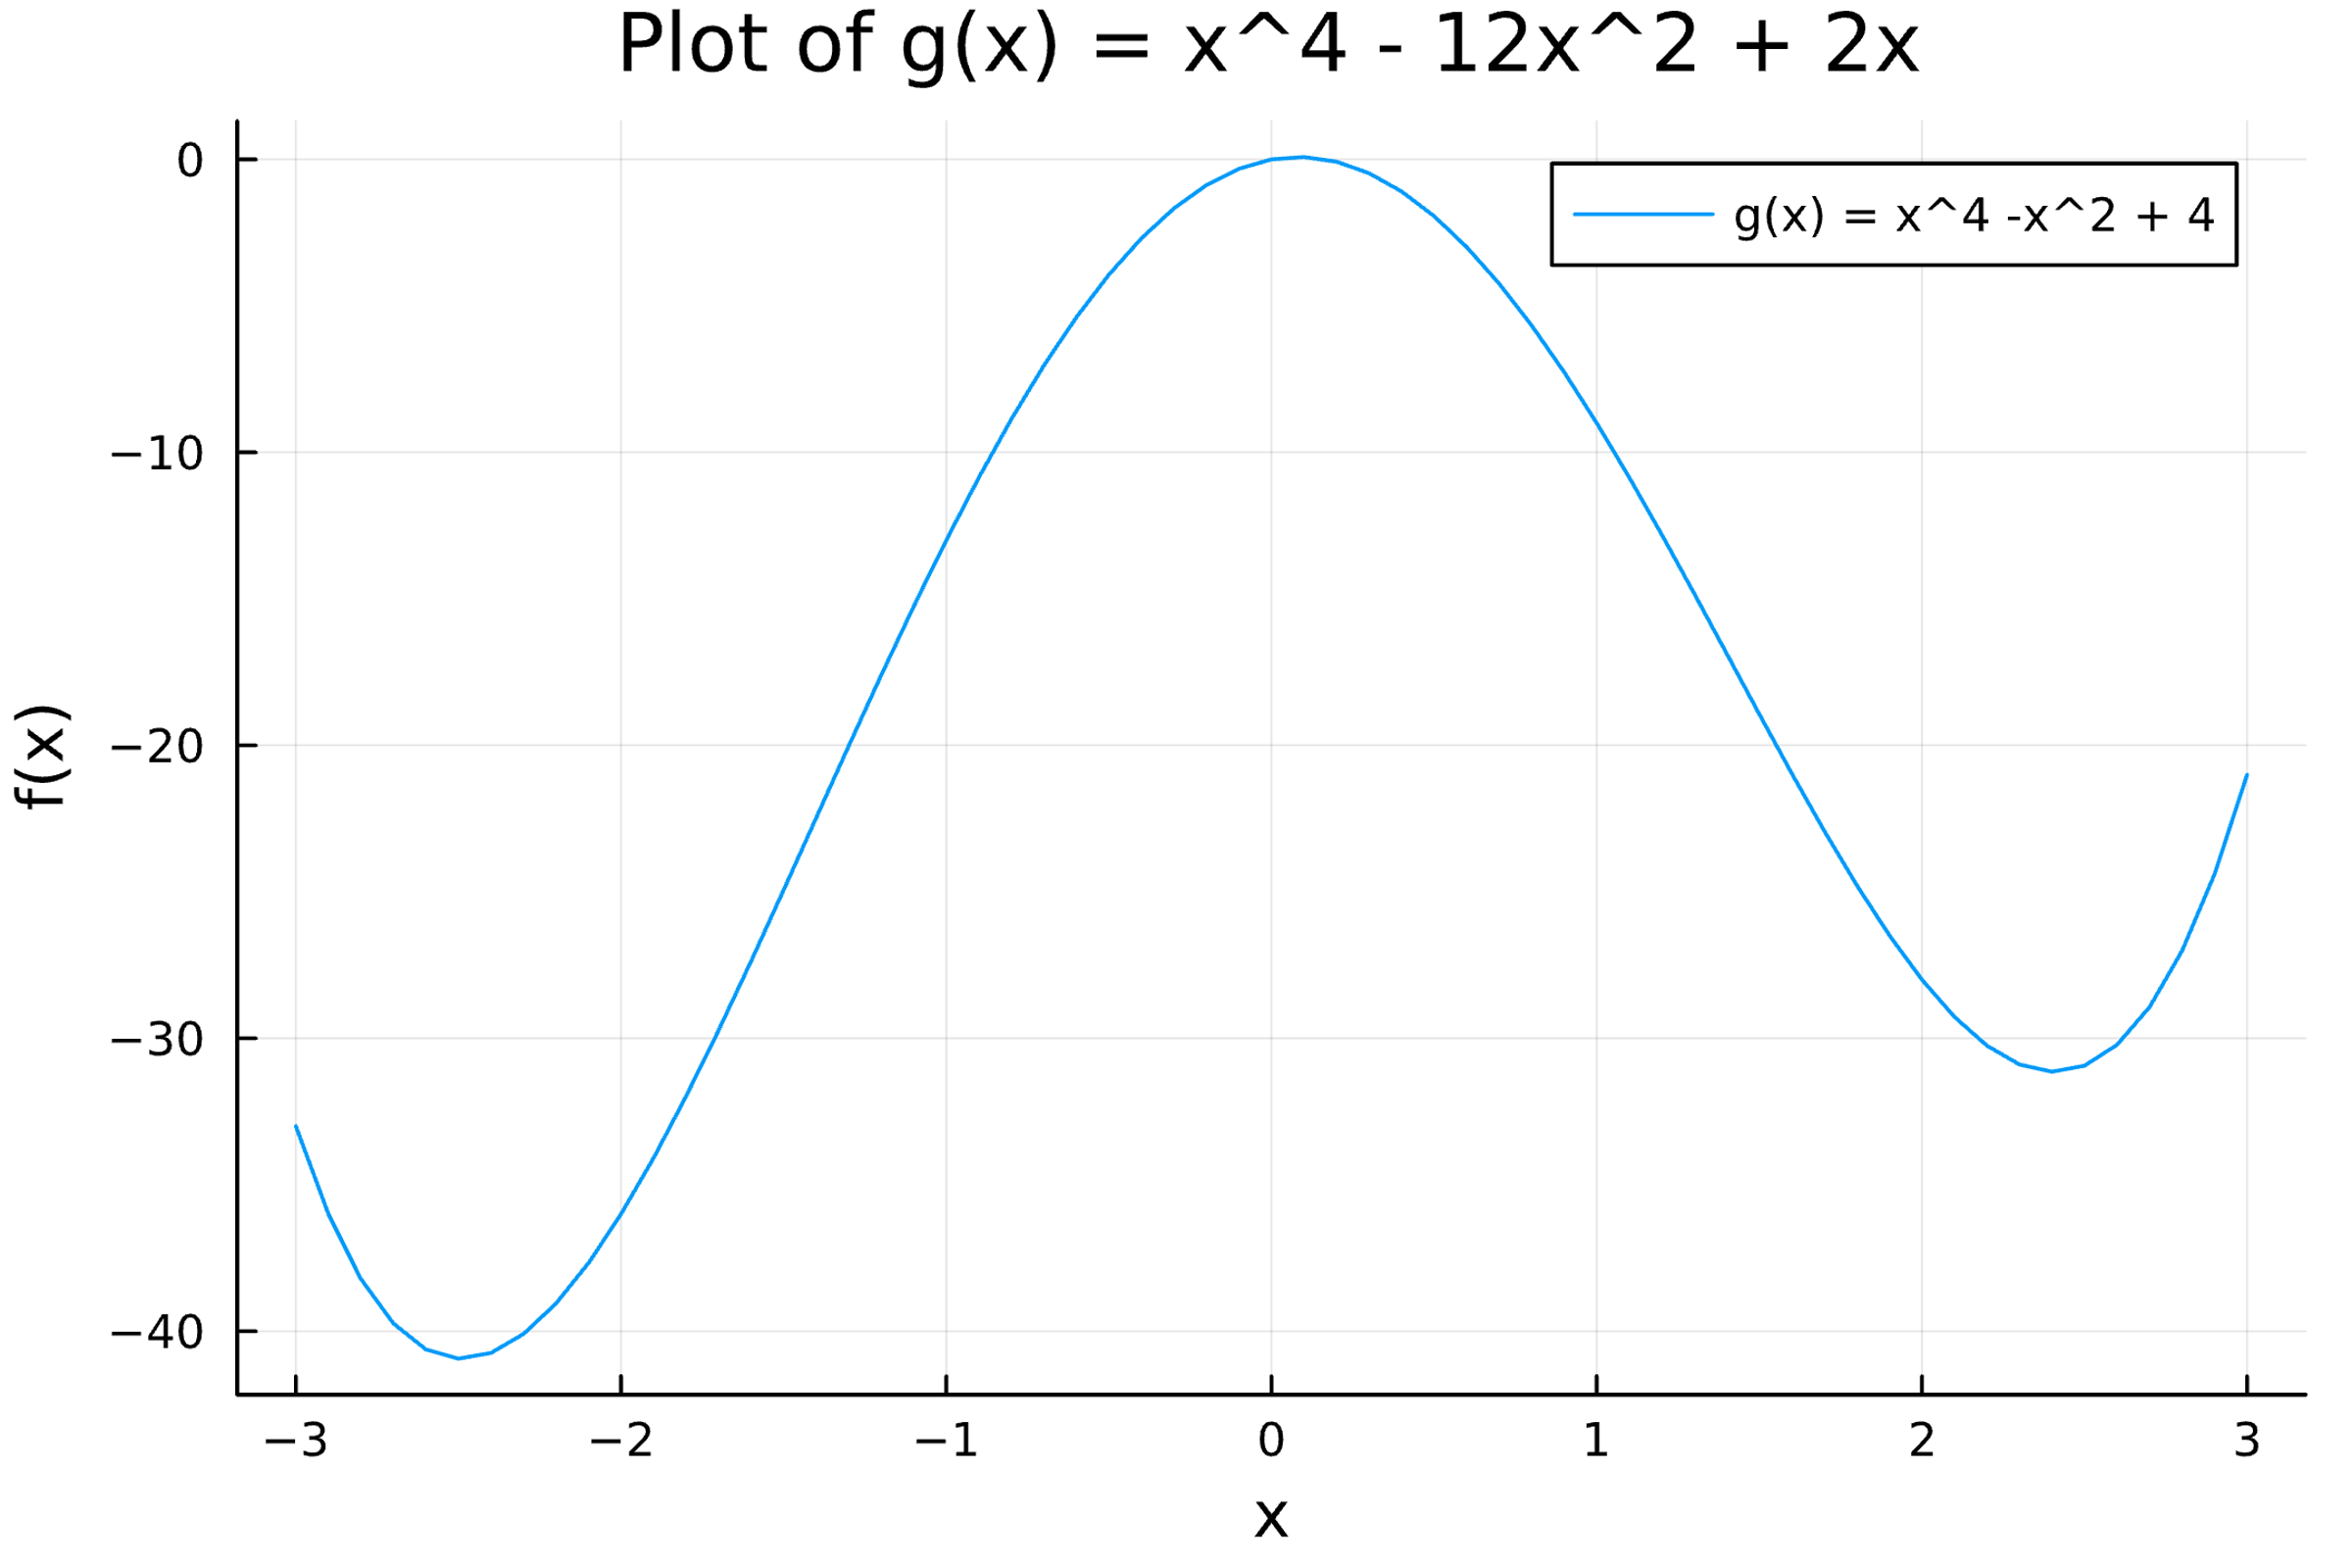 Plot of g(x) = x^4 - 12x^2 + 2x
g(x) = x^4 -x^2 + 4
0
−10
−20
−30
−40
f(x)
−3 −2 −1 0 1 2 3
x